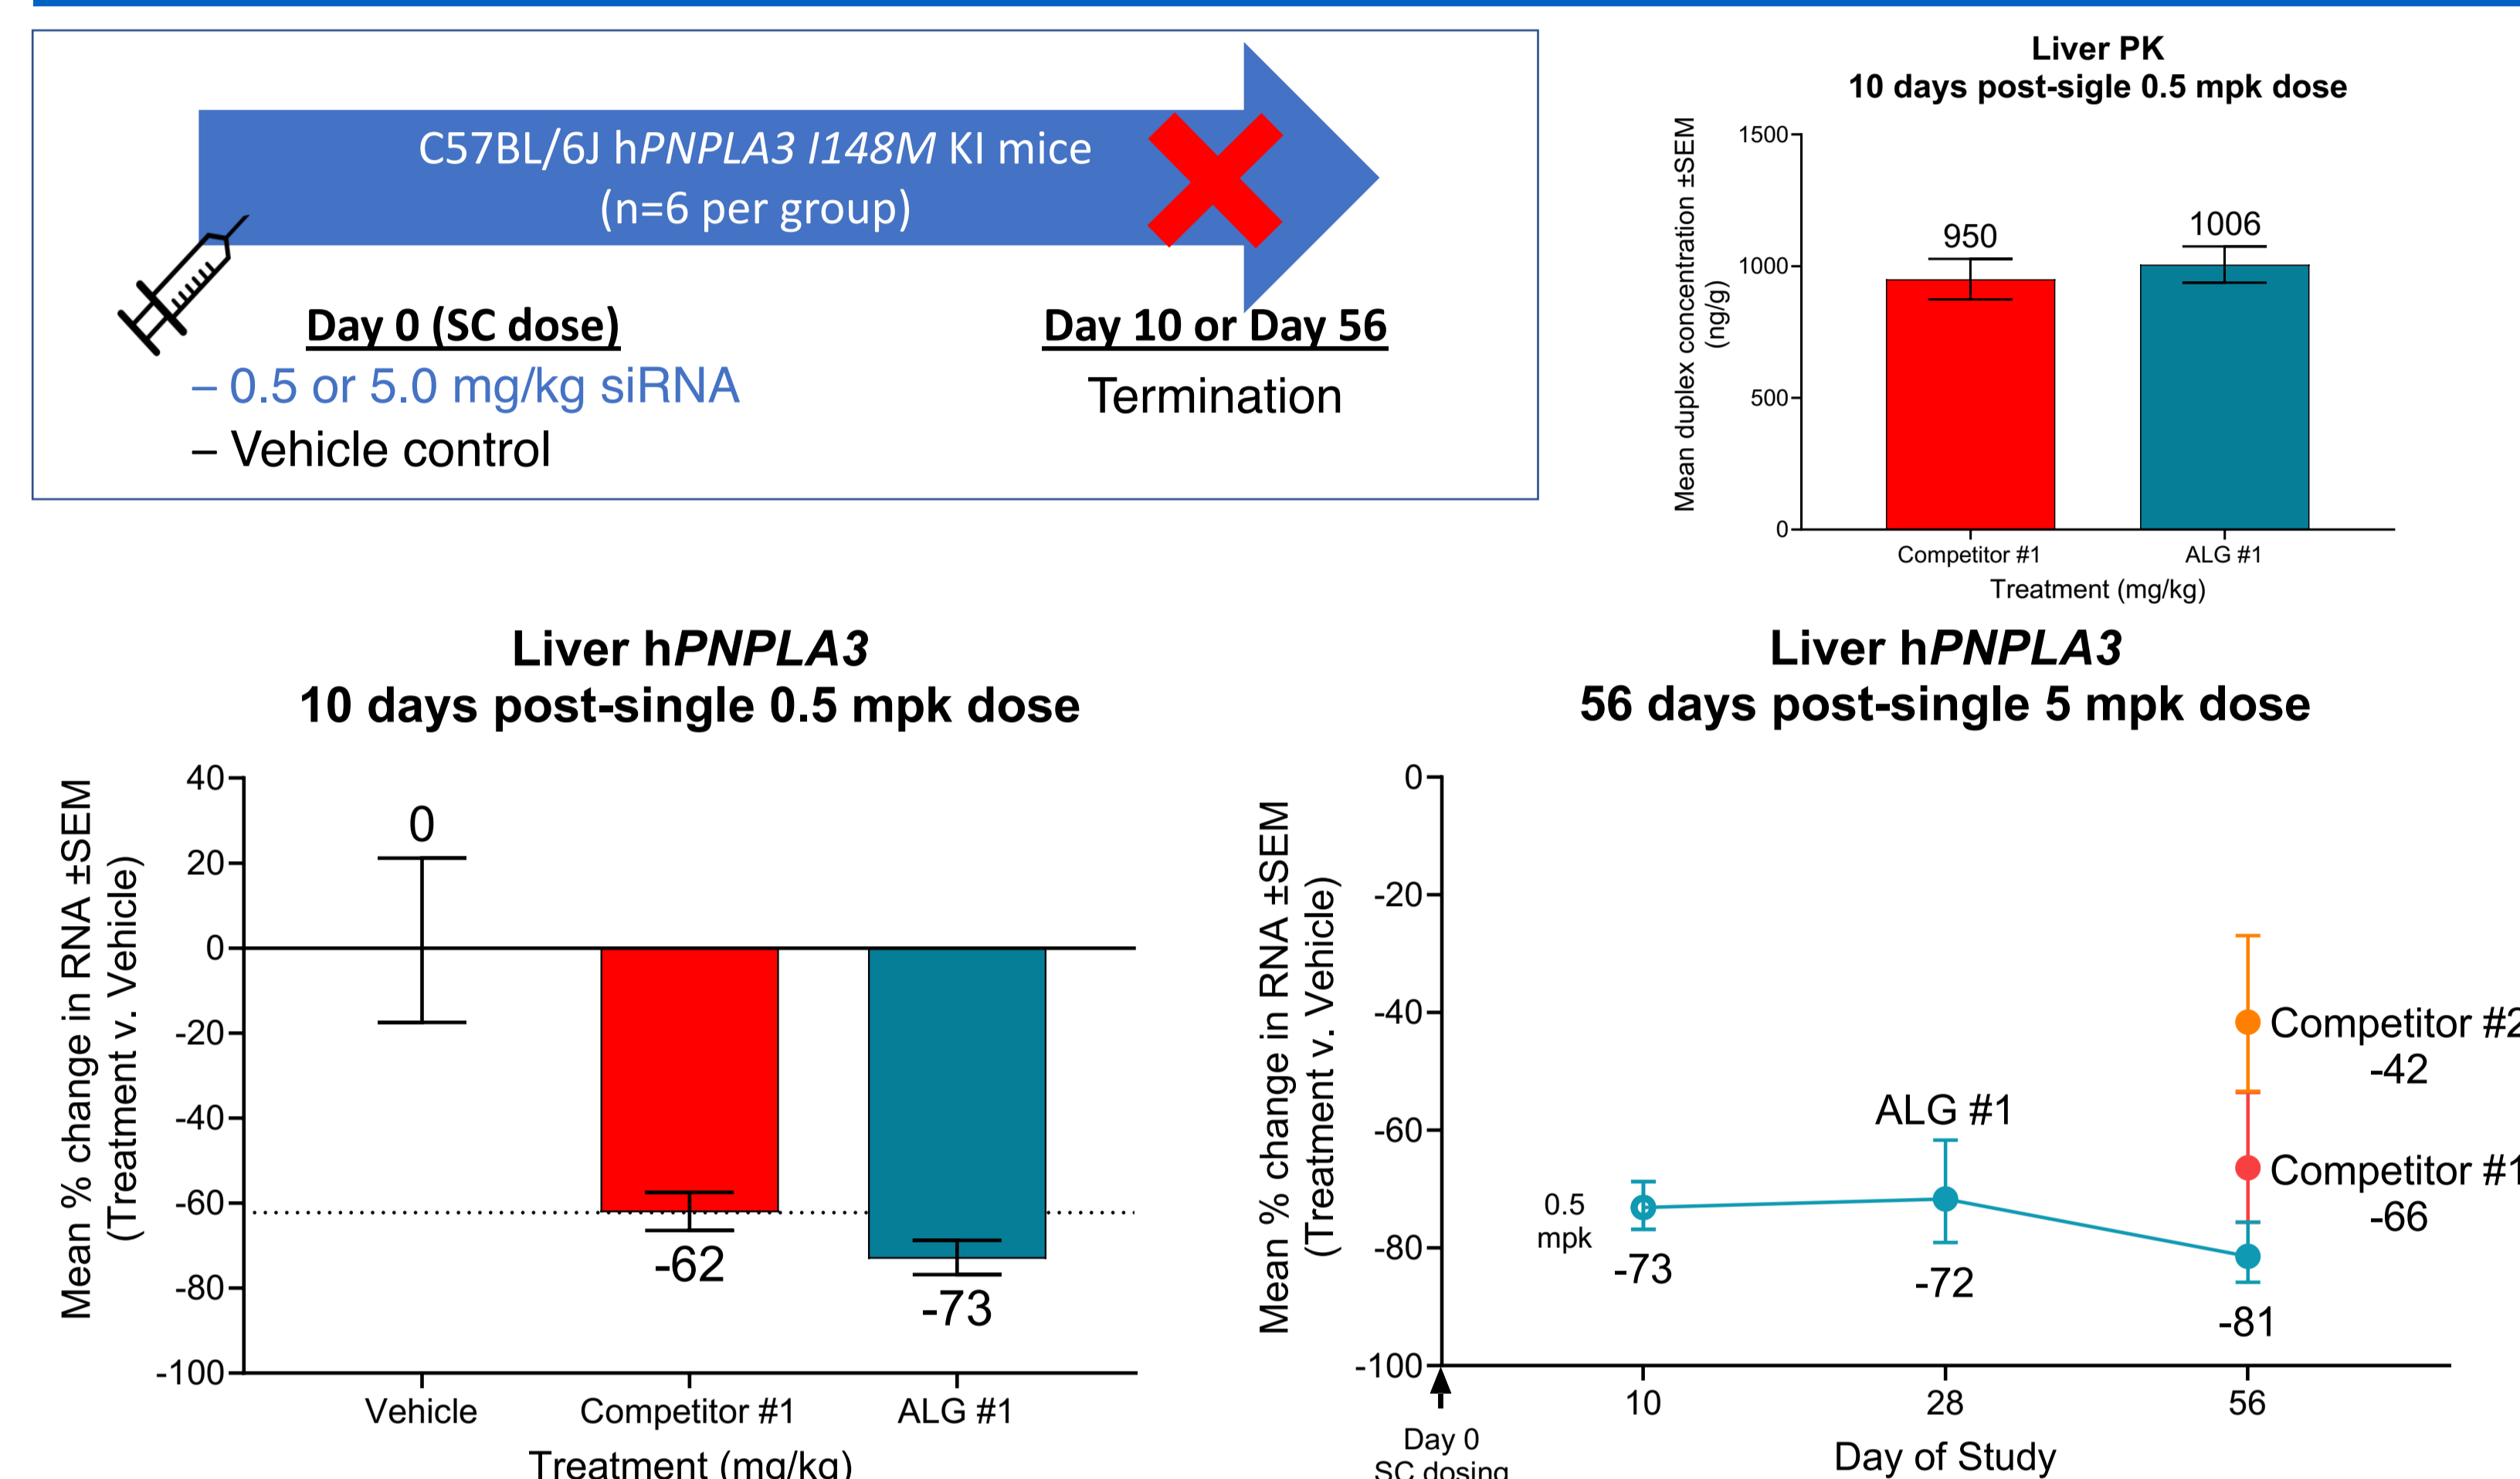 C57BL/6J hPNPLA3 I148M KI mice
(n=6 per group)
Day 0 (SC dose)
– 0.5 or 5.0 mg/kg siRNA
– Vehicle control
Day 10 or Day 56
Termination
Liver PK
10 days post-sigle 0.5 mpk dose
Mean duplex concentration ±SEM
(ng/g)
1500
1000
500
0
950
1006
Competitor #1
ALG #1
Treatment (mg/kg)
Liver hPNPLA3
10 days post-single 0.5 mpk dose
Mean % change in RNA ±SEM
(Treatment v. Vehicle)
40
20
0
-20
-40
-60
-80
-100
0
-62
-73
Vehicle
Competitor #1
ALG #1
Treatment (mg/kg)
Liver hPNPLA3
56 days post-single 5 mpk dose
Mean % change in RNA ±SEM
(Treatment v. Vehicle)
0
-20
-40
-60
-80
-100
Competitor #2
-42
ALG #1
Competitor #1
-66
0.5
mpk
-73
-72
-81
10
28
56
Day 0
SC dosing
Day of Study